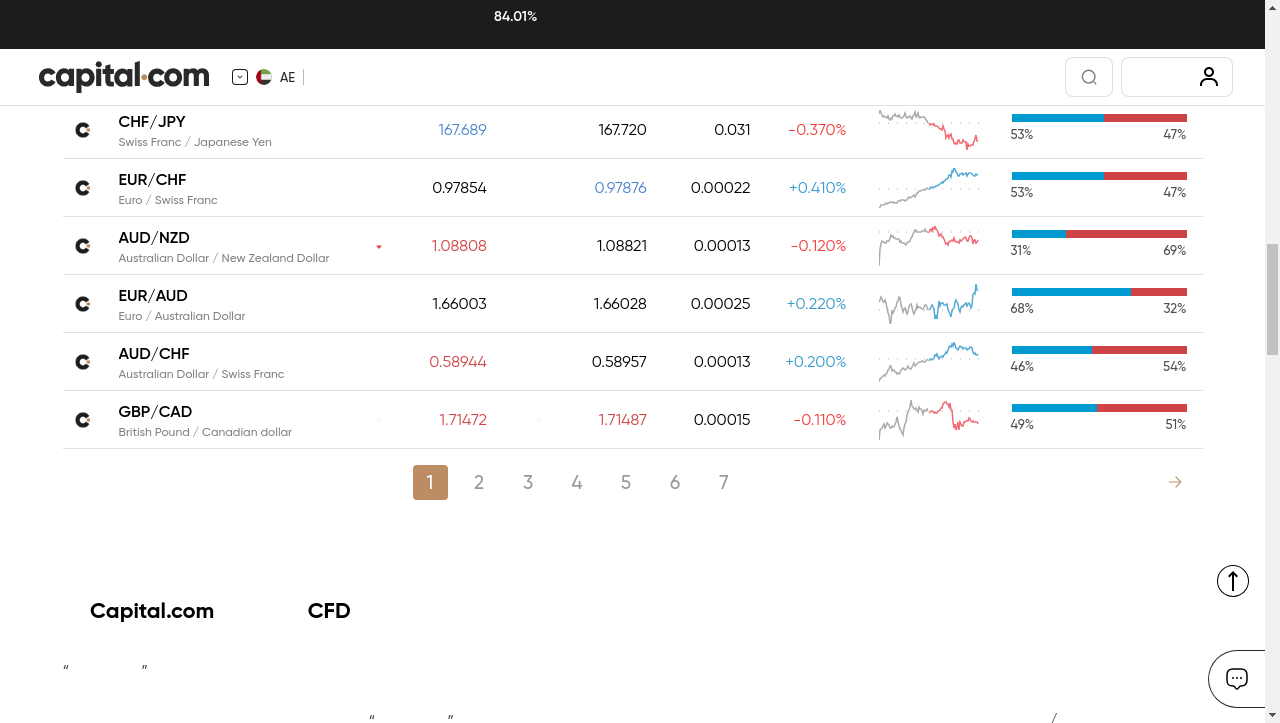 84.01%
capital.com AE
CHF/JPY 167.689 167.720 0.031 -0.370%
Swiss Franc / Japanese Yen 53% 47%
EUR/CHF 0.97854 0.97876 0.00022 +0.410%
Euro / Swiss Franc 53% 47%
AUD/NZD 1.08808 1.08821 0.00013 -0.120%
Australian Dollar / New Zealand Dollar 31% 69%
EUR/AUD 1.66003 1.66028 0.00025 +0.220%
Euro / Australian Dollar 68% 32%
AUD/CHF 0.58944 0.58957 0.00013 +0.200%
Australian Dollar / Swiss Franc 46% 54%
GBP/CAD 1.71472 1.71487 0.00015 -0.110%
British Pound / Canadian dollar 49% 51%
1 2 3 4 5 6 7
Capital.com CFD
“ ”
“ ” /